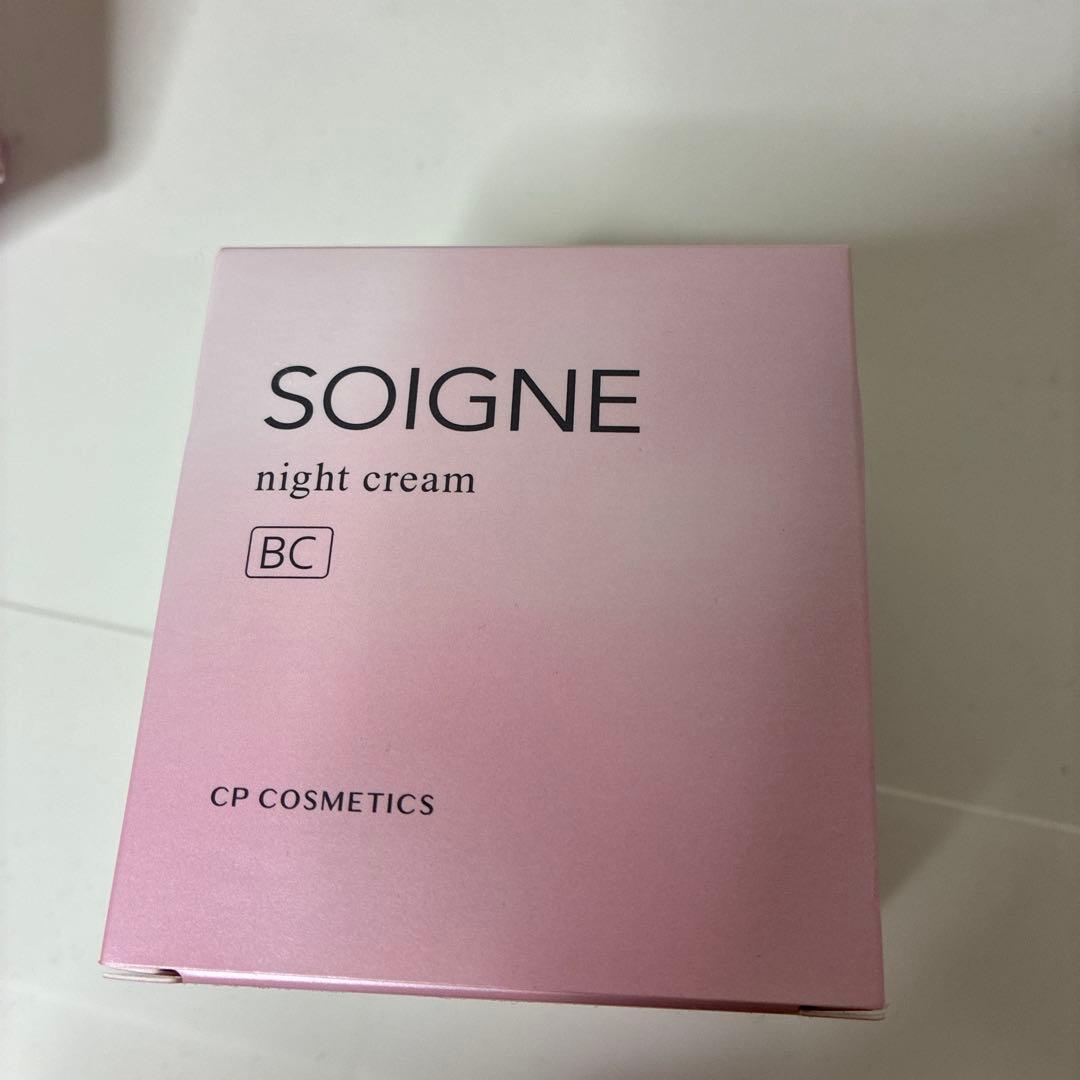 SOIGNE
night cream
BC
CP COSMETICS